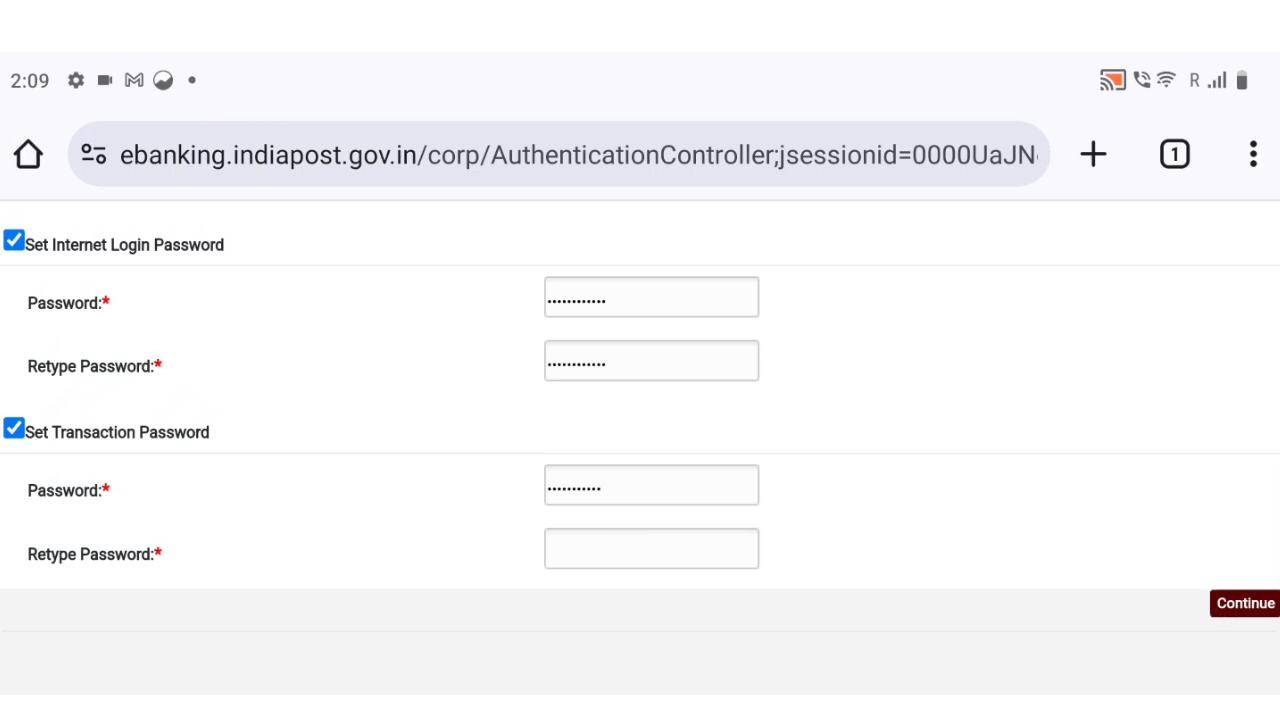 2:09
R
ebanking.indiapost.gov.in/corp/AuthenticationController;jsessionid=0000UaJN
1
Set Internet Login Password
Password:*
............
Retype Password:*
............
Set Transaction Password
Password:*
...........
Retype Password:*
Continue